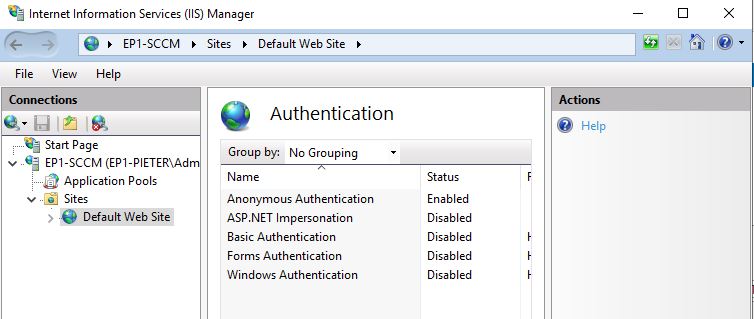 Internet Information Services (IIS) Manager
EP1-SCCM Sites Default Web Site
File View Help
Connections
Start Page
EP1-SCCM (EP1-PIETER\Adm
Application Pools
Sites
Default Web Site
Authentication
Group by: No Grouping
Name Status
Anonymous Authentication Enabled
ASP.NET Impersonation Disabled
Basic Authentication Disabled
Forms Authentication Disabled
Windows Authentication Disabled
Actions
Help